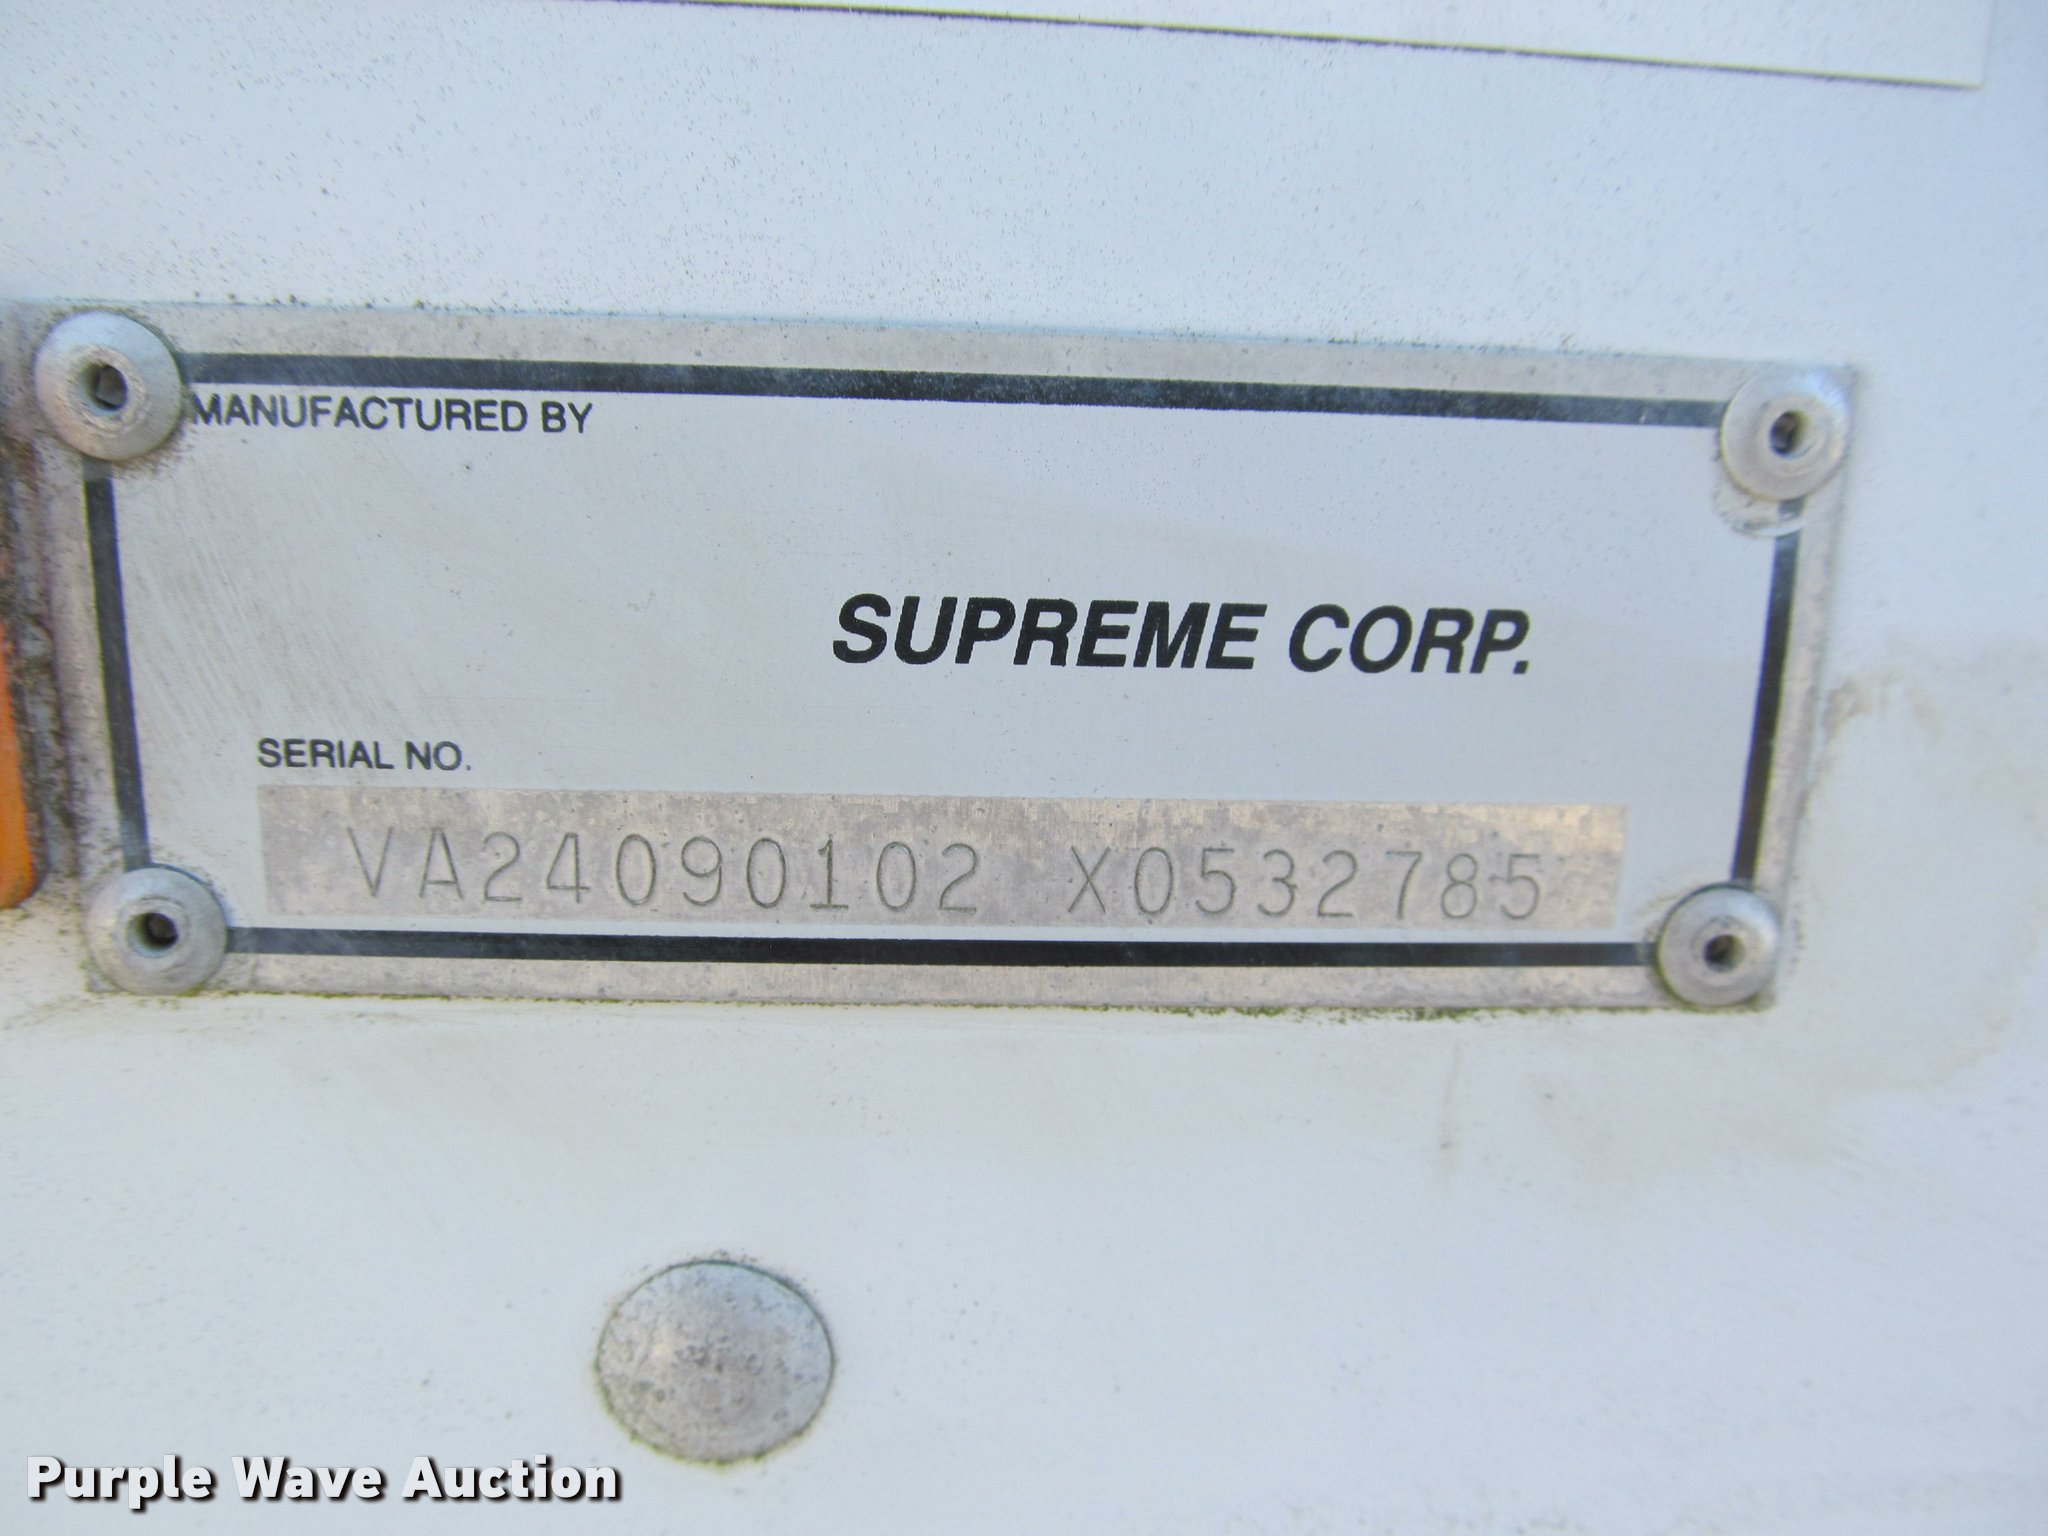 MANUFACTURED BY
SUPREME CORP.
SERIAL NO.
VA24090102 X0532785
Purple Wave Auction